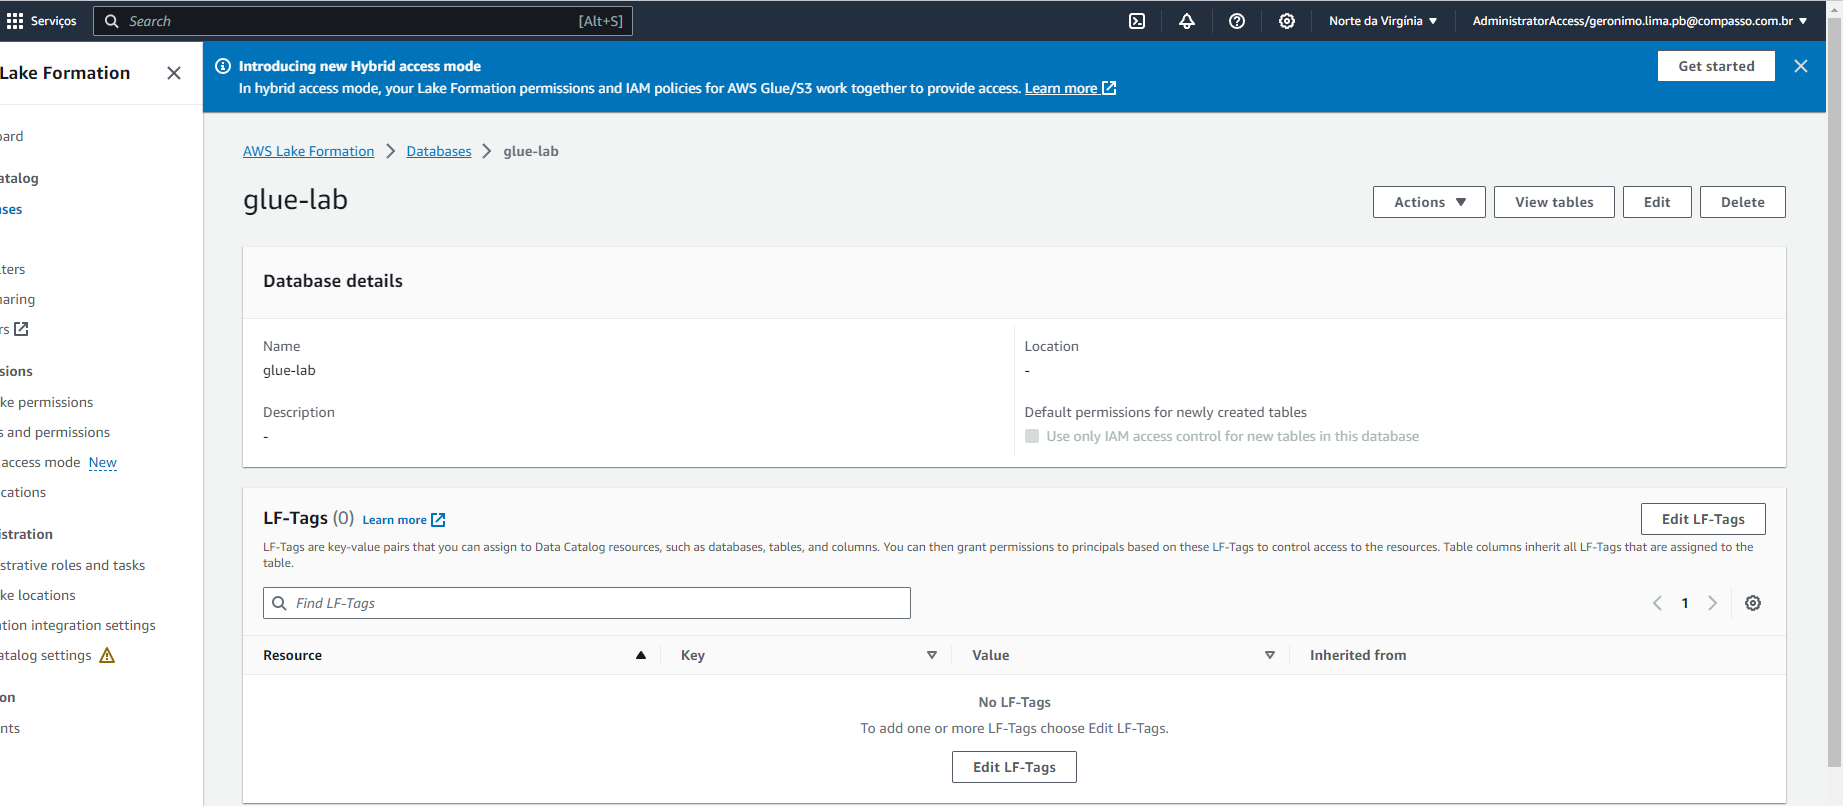 Serviços
Search [Alt+S]
Norte da Virgínia
AdministratorAccess/geronimo.lima.pb@compasso.com.br
Lake Formation
Introducing new Hybrid access mode
In hybrid access mode, your Lake Formation permissions and IAM policies for AWS Glue/S3 work together to provide access. Learn more
Get started
oard
atalog
ses
lters
haring
rs
sions
ke permissions
s and permissions
access mode New
cations
istration
strative roles and tasks
ke locations
ation integration settings
atalog settings
on
nts
AWS Lake Formation > Databases > glue-lab
glue-lab
Actions
View tables
Edit
Delete
Database details
Name
glue-lab
Location
-
Description
-
Default permissions for newly created tables
Use only IAM access control for new tables in this database
LF-Tags (0) Learn more
Edit LF-Tags
LF-Tags are key-value pairs that you can assign to Data Catalog resources, such as databases, tables, and columns. You can then grant permissions to principals based on these LF-Tags to control access to the resources. Table columns inherit all LF-Tags that are assigned to the
table.
Find LF-Tags
1
Resource Key Value Inherited from
No LF-Tags
To add one or more LF-Tags choose Edit LF-Tags.
Edit LF-Tags